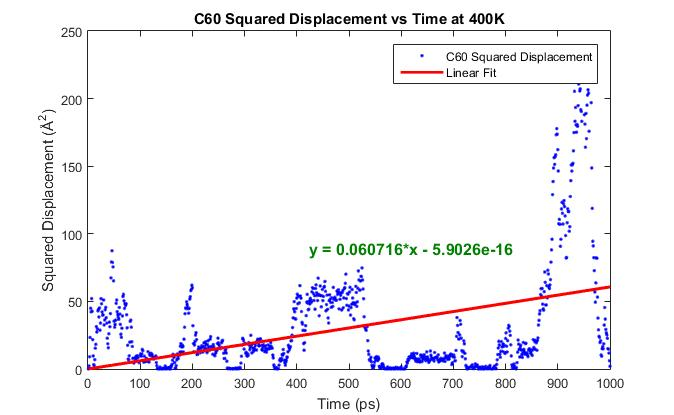 C60 Squared Displacement vs Time at 400K
250
200
150
100
50
0
Squared Displacement (Å²)
C60 Squared Displacement
Linear Fit
y = 0.060716*x - 5.9026e-16
0 100 200 300 400 500 600 700 800 900 1000
Time (ps)